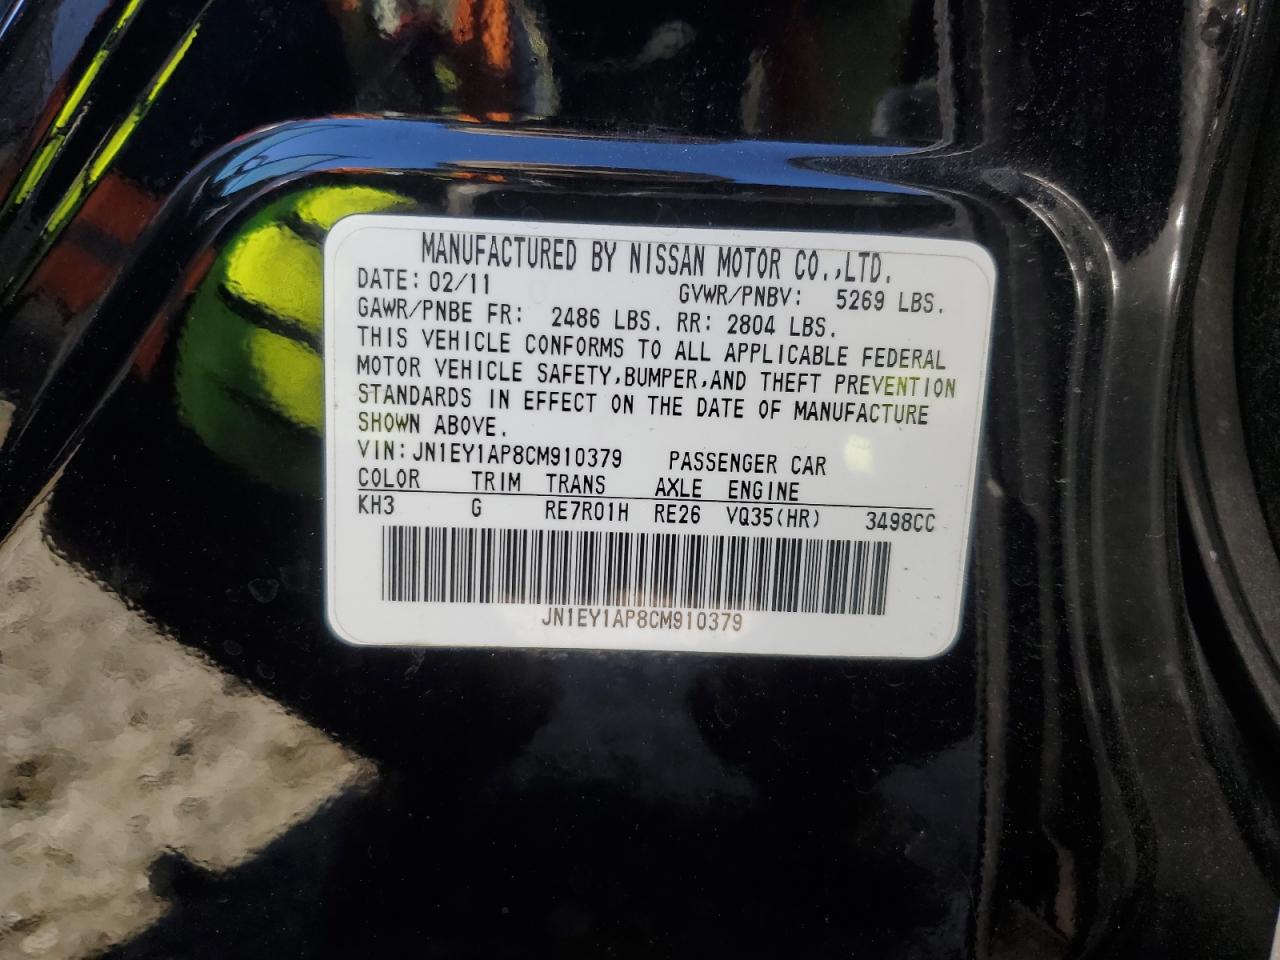 MANUFACTURED BY NISSAN MOTOR CO.,LTD.
DATE: 02/11 GVWR/PNBV: 5269 LBS.
GAWR/PNBE FR: 2486 LBS. RR: 2804 LBS.
THIS VEHICLE CONFORMS TO ALL APPLICABLE FEDERAL
MOTOR VEHICLE SAFETY,BUMPER,AND THEFT PREVENTION
STANDARDS IN EFFECT ON THE DATE OF MANUFACTURE
SHOWN ABOVE.
VIN: JN1EY1AP8CM910379 PASSENGER CAR
COLOR TRIM TRANS AXLE ENGINE
KH3 G RE7R01H RE26 VQ35(HR) 3498CC
JN1EY1AP8CM910379